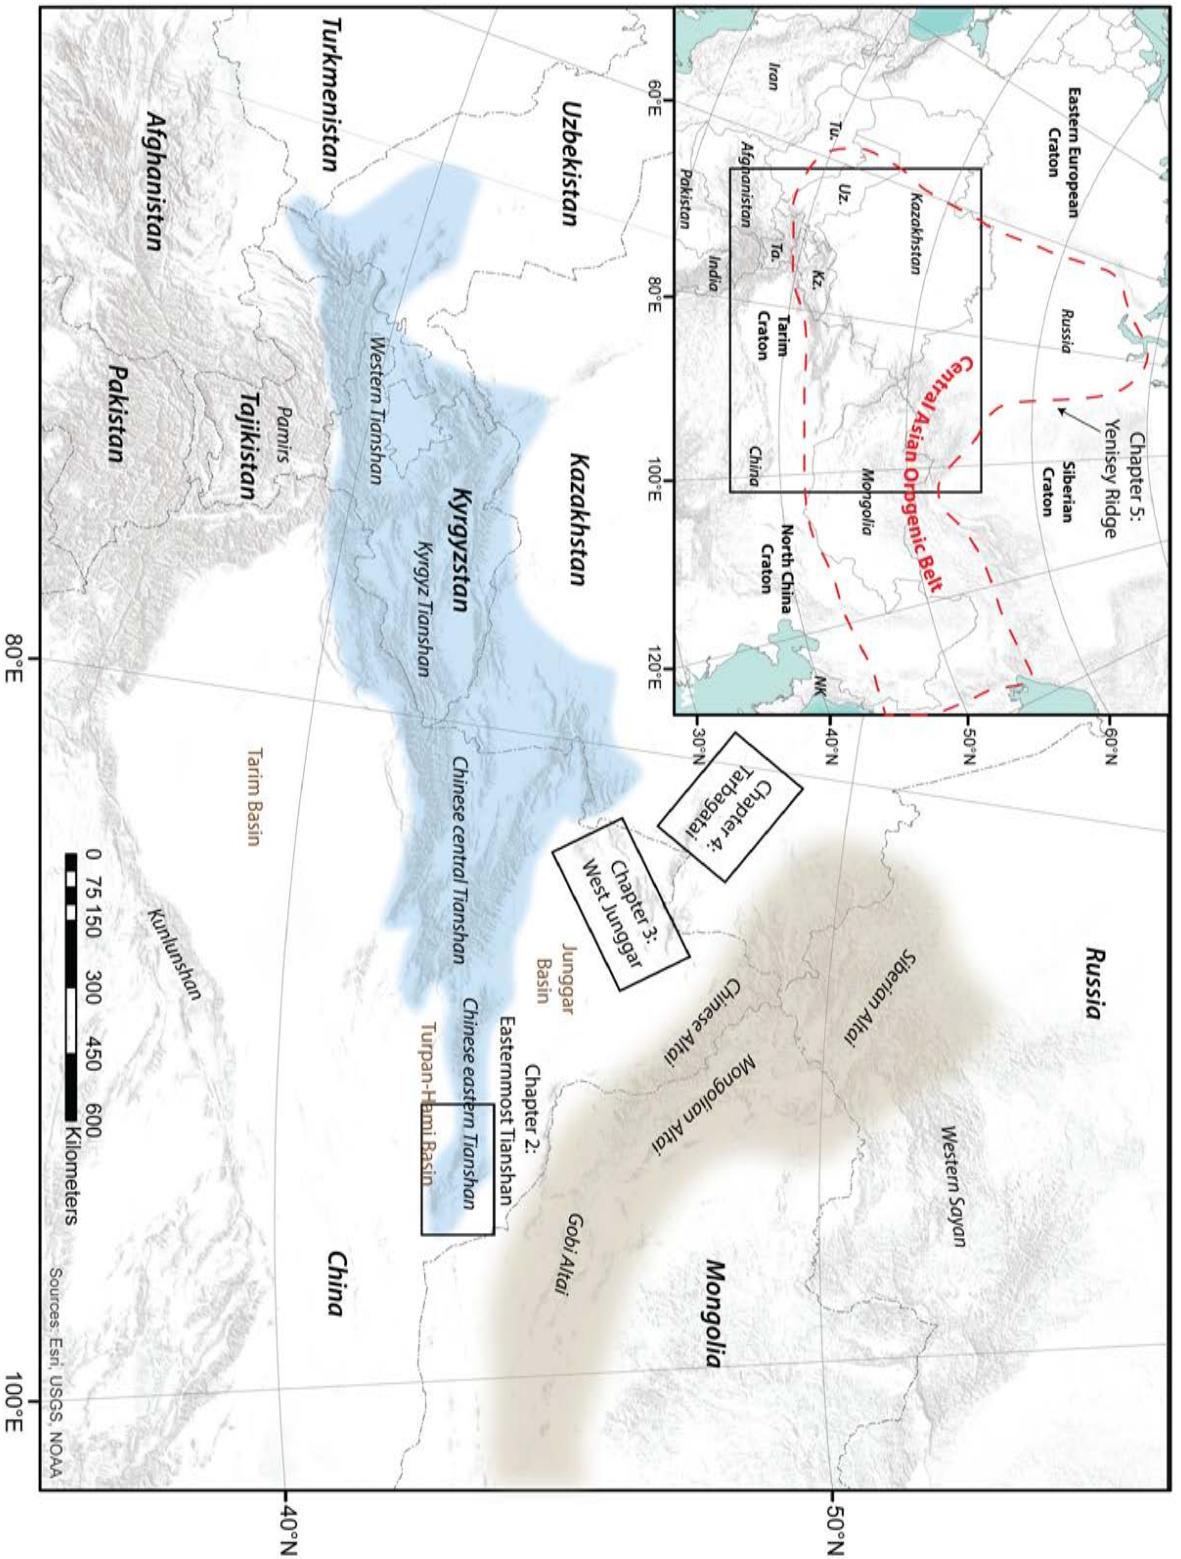 Eastern European
Craton
Russia
Chapter 5:
Yenisey Ridge
Siberian
Craton
Iran
Tu.
Uz.
Kazakhstan
Afghanistan
Pakistan
Ta.
Kz.
India
Tarim
Craton
Central Asian Orogenic Belt
China
Mongolia
North China
Craton
NK
60°E
80°E
100°E
120°E
60°N
50°N
40°N
30°N
Russia
Turkmenistan
Uzbekistan
Kazakhstan
Chapter 4:
Tarbagatai
Chapter 3:
West Junggar
Siberian Altai
Chinese Altai
Mongolian Altai
Western Sayan
Gobi Altai
Mongolia
Junggar
Basin
Chapter 2:
Easternmost Tianshan
Chinese eastern Tianshan
Turpan-Hami Basin
Chinese central Tianshan
Kyrgyzstan
Kyrgyz Tianshan
Western Tianshan
Afghanistan
Tajikistan
Pamirs
Pakistan
Tarim Basin
Kunlunshan
China
0 75 150 300 450 600
Kilometers
Sources: Esri, USGS, NOAA
80°E
100°E
50°N
40°N